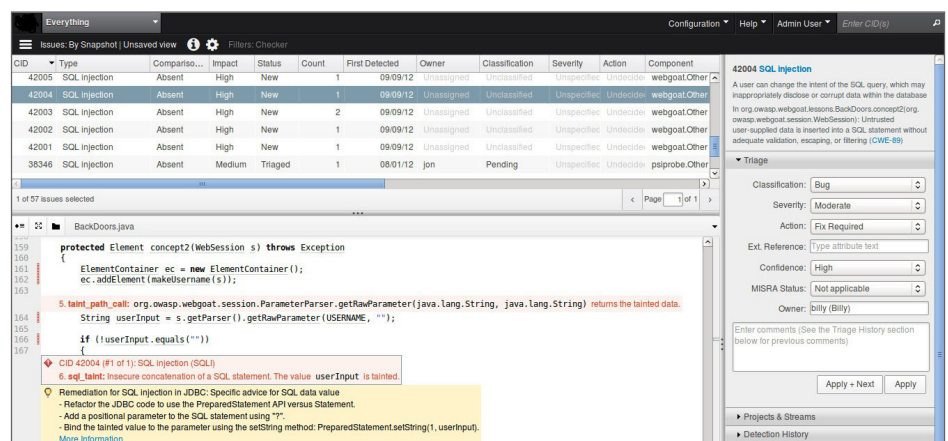 Everything
Configuration Help Admin User Enter CID(s)
Issues: By Snapshot | Unsaved view Filters: Checker
CID Type Compariso... Impact Status Count First Detected Owner Classification Severity Action Component
42005 SQL injection Absent High New 1 09/09/12 Unassigned Unclassified Unspecified Undecided webgoat.Other
42004 SQL injection Absent High New 1 09/09/12 Unassigned Unclassified Unspecified Undecided webgoat.Other
42003 SQL injection Absent High New 2 09/09/12 Unassigned Unclassified Unspecified Undecided webgoat.Other
42002 SQL injection Absent High New 1 09/09/12 Unassigned Unclassified Unspecified Undecided webgoat.Other
42001 SQL injection Absent High New 1 09/09/12 Unassigned Unclassified Unspecified Undecided webgoat.Other
38346 SQL injection Absent Medium Triaged 1 08/01/12 jon Pending Unspecified Undecided psiprobe.Other
1 of 57 issues selected
Page 1 of 1
BackDoors.java
159 protected Element concept2(WebSession s) throws Exception
160 {
161 ElementContainer ec = new ElementContainer();
162 ec.addElement(makeUsername(s));
163
5. taint_path_call: org.owasp.webgoat.session.ParameterParser.getRawParameter(java.lang.String, java.lang.String) returns the tainted data.
164 String userInput = s.getParser().getRawParameter(USERNAME, "");
165
166 if (!userInput.equals(""))
167 {
CID 42004 (#1 of 1): SQL injection (SQLI)
6. sql_taint: Insecure concatenation of a SQL statement. The value userInput is tainted.
Remediation for SQL injection in JDBC: Specific advice for SQL data value
- Refactor the JDBC code to use the PreparedStatement API versus Statement.
- Add a positional parameter to the SQL statement using "?".
- Bind the tainted value to the parameter using the setString method: PreparedStatement.setString(1, userInput).
More Information
42004 SQL injection
A user can change the intent of the SQL query, which may
inappropriately disclose or corrupt data within the database
In org.owasp.webgoat.lessons.BackDoors.concept2(org.
owasp.webgoat.session.WebSession): Untrusted
user-supplied data is inserted into a SQL statement without
adequate validation, escaping, or filtering (CWE-89)
Triage
Classification: Bug
Severity: Moderate
Action: Fix Required
Ext. Reference: Type attribute text
Confidence: High
MISRA Status: Not applicable
Owner: billy (Billy)
Enter comments (See the Triage History section
below for previous comments)
Apply + Next Apply
Projects & Streams
Detection History